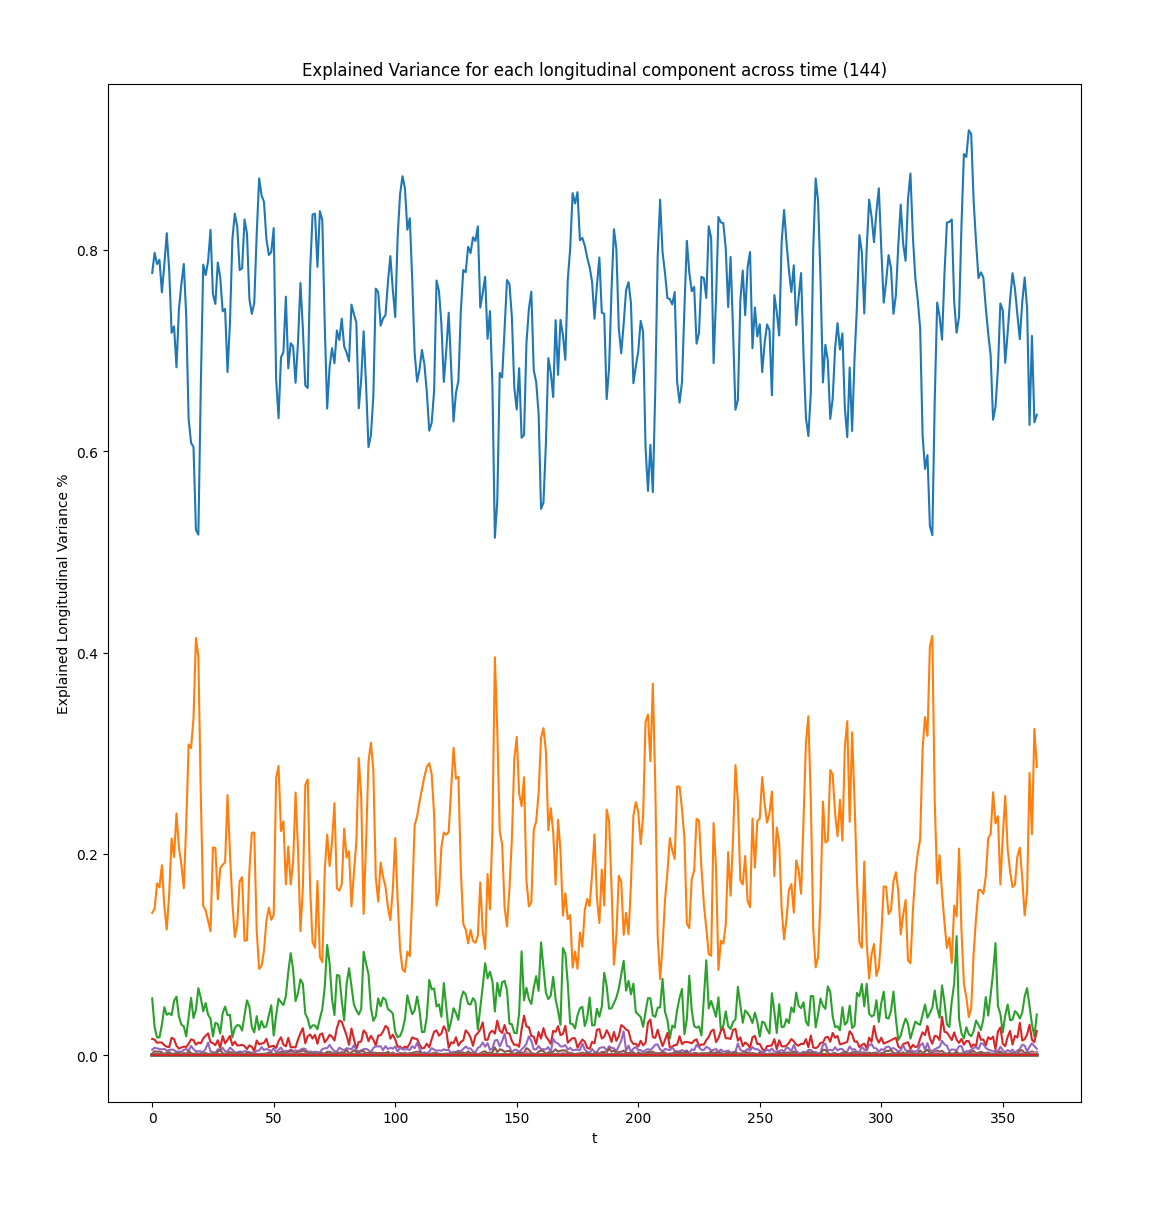 Explained Variance for each longitudinal component across time (144)
Explained Longitudinal Variance %
0.8
0.6
0.4
0.2
0.0
0 50 100 150 200 250 300 350
t